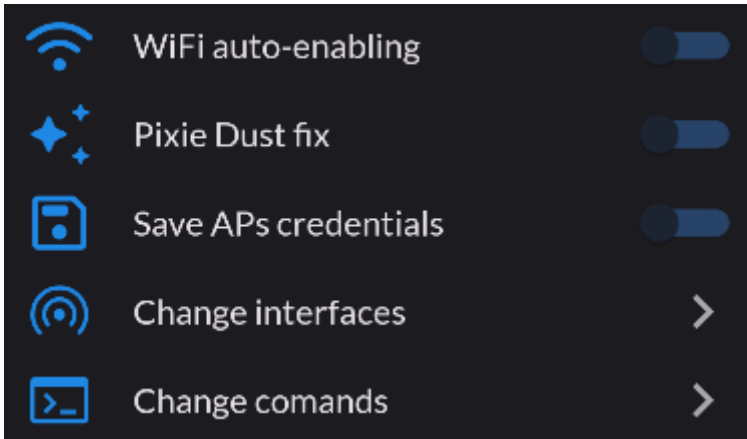 WiFi auto-enabling
Pixie Dust fix
Save APs credentials
Change interfaces
Change comands